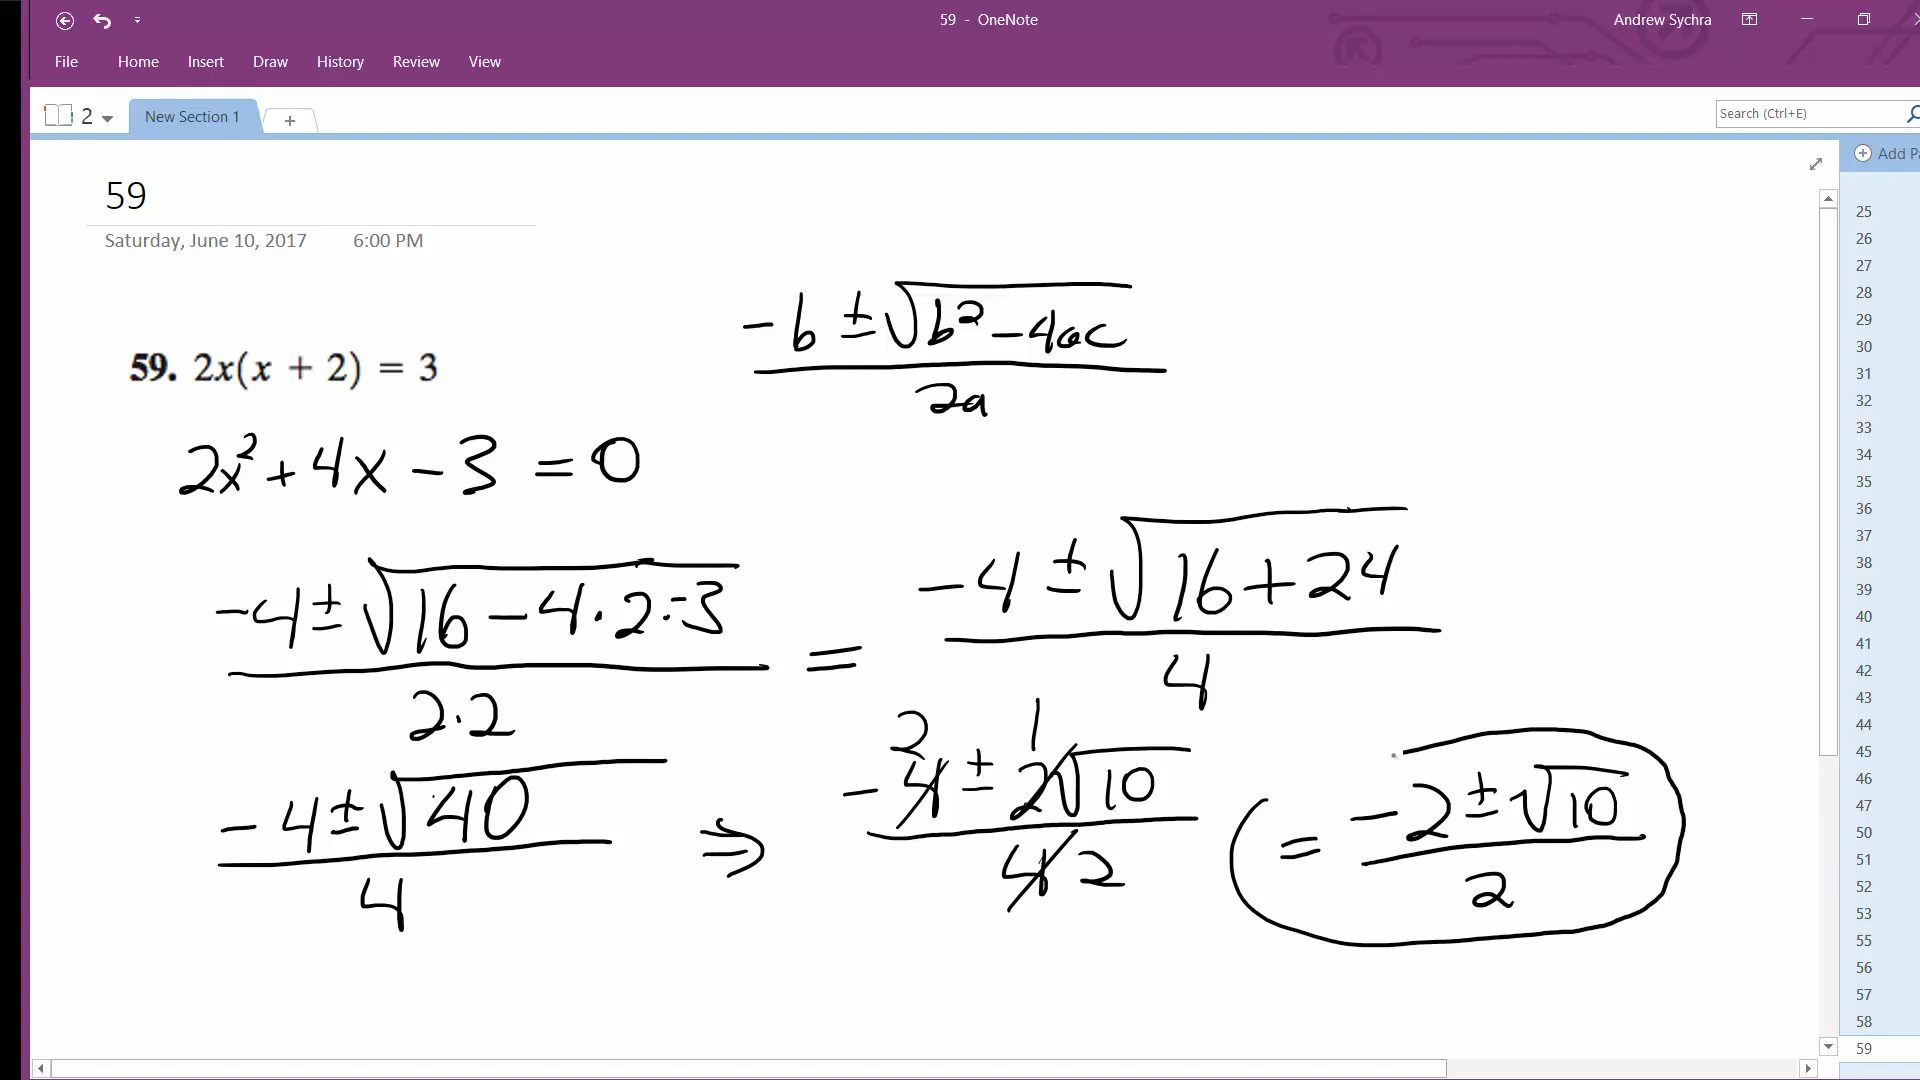 59 - OneNote
Andrew Sychra
File Home Insert Draw History Review View
2 New Section 1 +
Search (Ctrl+E)
59
Saturday, June 10, 2017 6:00 PM
59. 2x(x + 2) = 3
-b ± √(b² - 4ac)
2a
2x² + 4x - 3 = 0
-4 ± √(16 - 4·2·-3)
2·2
=
-4 ± √(16 + 24)
4
-4 ± √40
4
⇒
2 1
-4 ± 2√10
4 2
= -2 ± √10
2
Add Pa
25
26
27
28
29
30
31
32
33
34
35
36
37
38
39
40
41
42
43
44
45
46
47
50
51
52
53
55
56
57
58
59